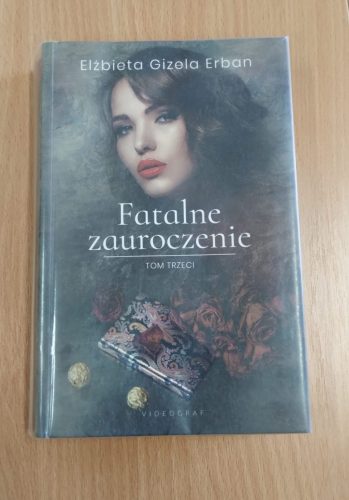 Elżbieta Gizela Erban
Fatalne
zauroczenie
TOM TRZECI
VIDEOGRAF